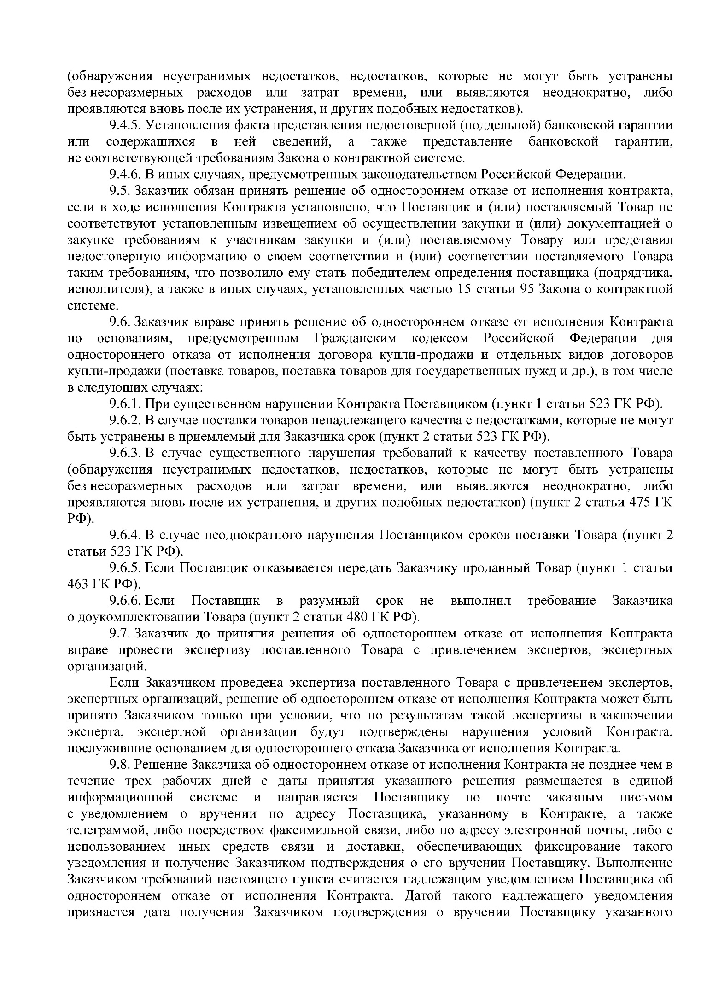 (обнаружения неустранимых недостатков, недостатков, которые не могут быть устранены
без несоразмерных расходов или затрат времени, или выявляются неоднократно, либо
проявляются вновь после их устранения, и других подобных недостатков).
9.4.5. Установления факта представления недостоверной (поддельной) банковской гарантии
или содержащихся в ней сведений, а также представление банковской гарантии,
не соответствующей требованиям Закона о контрактной системе.
9.4.6. В иных случаях, предусмотренных законодательством Российской Федерации.
9.5. Заказчик обязан принять решение об одностороннем отказе от исполнения контракта,
если в ходе исполнения Контракта установлено, что Поставщик и (или) поставляемый Товар не
соответствуют установленным извещением об осуществлении закупки и (или) документацией о
закупке требованиям к участникам закупки и (или) поставляемому Товару или представил
недостоверную информацию о своем соответствии и (или) соответствии поставляемого Товара
таким требованиям, что позволило ему стать победителем определения поставщика (подрядчика,
исполнителя), а также в иных случаях, установленных частью 15 статьи 95 Закона о контрактной
системе.
9.6. Заказчик вправе принять решение об одностороннем отказе от исполнения Контракта
по основаниям, предусмотренным Гражданским кодексом Российской Федерации для
одностороннего отказа от исполнения договора купли-продажи и отдельных видов договоров
купли-продажи (поставка товаров, поставка товаров для государственных нужд и др.), в том числе
в следующих случаях:
9.6.1. При существенном нарушении Контракта Поставщиком (пункт 1 статьи 523 ГК РФ).
9.6.2. В случае поставки товаров ненадлежащего качества с недостатками, которые не могут
быть устранены в приемлемый для Заказчика срок (пункт 2 статьи 523 ГК РФ).
9.6.3. В случае существенного нарушения требований к качеству поставленного Товара
(обнаружения неустранимых недостатков, недостатков, которые не могут быть устранены
без несоразмерных расходов или затрат времени, или выявляются неоднократно, либо
проявляются вновь после их устранения, и других подобных недостатков) (пункт 2 статьи 475 ГК
РФ).
9.6.4. В случае неоднократного нарушения Поставщиком сроков поставки Товара (пункт 2
статьи 523 ГК РФ).
9.6.5. Если Поставщик отказывается передать Заказчику проданный Товар (пункт 1 статьи
463 ГК РФ).
9.6.6. Если Поставщик в разумный срок не выполнил требование Заказчика
о доукомплектовании Товара (пункт 2 статьи 480 ГК РФ).
9.7. Заказчик до принятия решения об одностороннем отказе от исполнения Контракта
вправе провести экспертизу поставленного Товара с привлечением экспертов, экспертных
организаций.
Если Заказчиком проведена экспертиза поставленного Товара с привлечением экспертов,
экспертных организаций, решение об одностороннем отказе от исполнения Контракта может быть
принято Заказчиком только при условии, что по результатам такой экспертизы в заключении
эксперта, экспертной организации будут подтверждены нарушения условий Контракта,
послужившие основанием для одностороннего отказа Заказчика от исполнения Контракта.
9.8. Решение Заказчика об одностороннем отказе от исполнения Контракта не позднее чем в
течение трех рабочих дней с даты принятия указанного решения размещается в единой
информационной системе и направляется Поставщику по почте заказным письмом
с уведомлением о вручении по адресу Поставщика, указанному в Контракте, а также
телеграммой, либо посредством факсимильной связи, либо по адресу электронной почты, либо с
использованием иных средств связи и доставки, обеспечивающих фиксирование такого
уведомления и получение Заказчиком подтверждения о его вручении Поставщику. Выполнение
Заказчиком требований настоящего пункта считается надлежащим уведомлением Поставщика об
одностороннем отказе от исполнения Контракта. Датой такого надлежащего уведомления
признается дата получения Заказчиком подтверждения о вручении Поставщику указанного